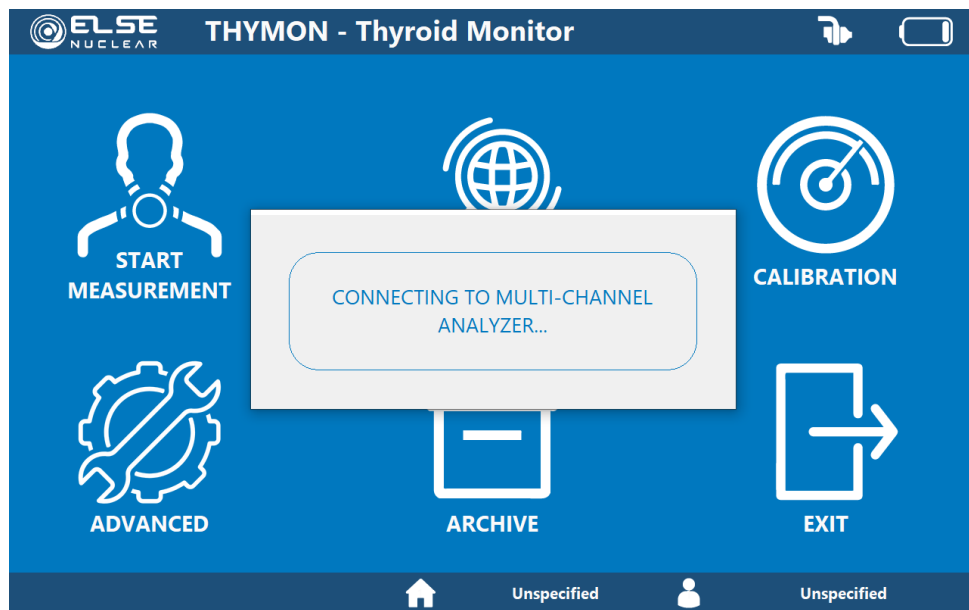 ELSE
NUCLEAR
THYMON - Thyroid Monitor
START
MEASUREMENT
CALIBRATION
CONNECTING TO MULTI-CHANNEL
ANALYZER...
ADVANCED
ARCHIVE
EXIT
Unspecified
Unspecified